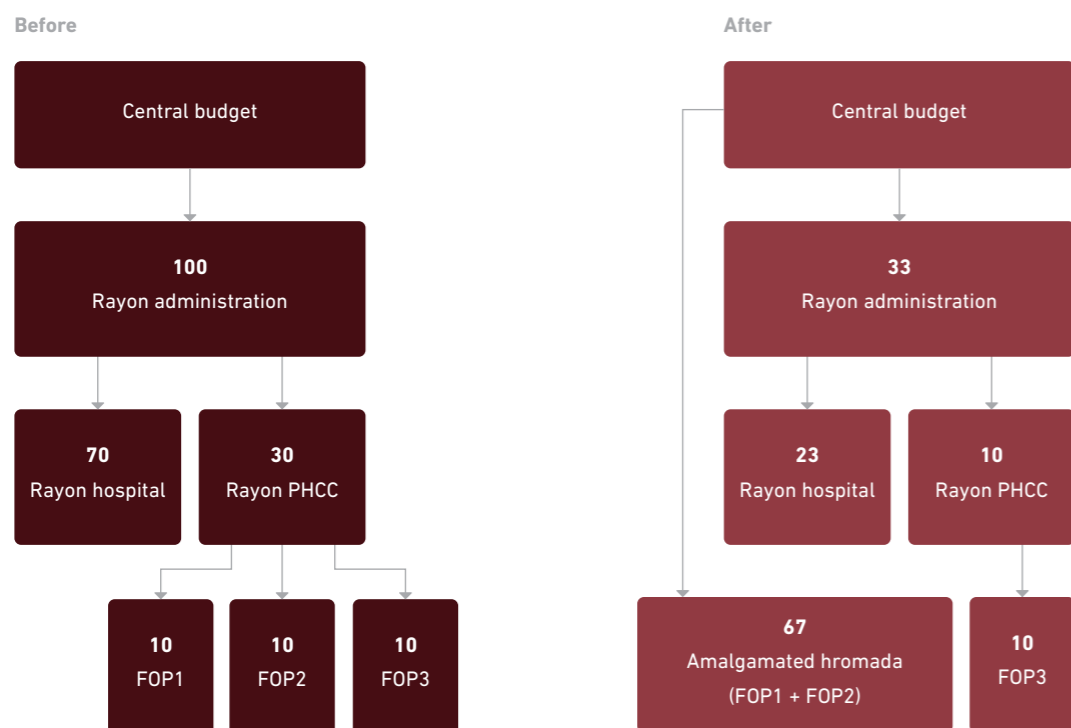 Before
Central budget
100
Rayon administration
70
Rayon hospital
30
Rayon PHCC
10
FOP1
10
FOP2
10
FOP3
After
Central budget
33
Rayon administration
23
Rayon hospital
10
Rayon PHCC
67
Amalgamated hromada
(FOP1 + FOP2)
10
FOP3